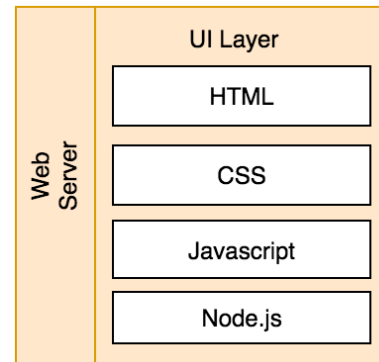 Web
Server
UI Layer
HTML
CSS
Javascript
Node.js